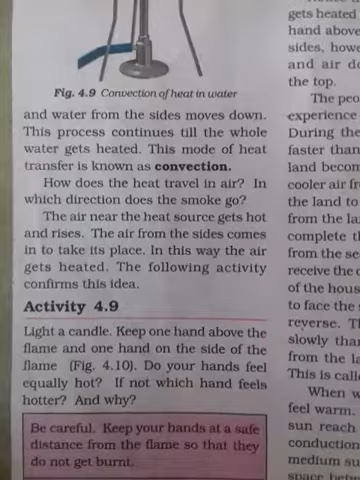 Fig. 4.9 Convection of heat in water
and water from the sides moves down.
This process continues till the whole
water gets heated. This mode of heat
transfer is known as convection.
How does the heat travel in air? In
which direction does the smoke go?
The air near the heat source gets hot
and rises. The air from the sides comes
in to take its place. In this way the air
gets heated. The following activity
confirms this idea.
Activity 4.9
Light a candle. Keep one hand above the
flame and one hand on the side of the
flame (Fig. 4.10). Do your hands feel
equally hot? If not which hand feels
hotter? And why?
Be careful. Keep your hands at a safe
distance from the flame so that they
do not get burnt.
gets heated
hand above
sides, howe
and air do
the top.
The peo
experience
During the
faster than
land becom
cooler air fr
the land to
from the la
complete th
from the se
receive the c
of the hous
to face the s
reverse. Th
slowly than
from the la
This is calle
When w
feel warm.
sun reach
conduction
medium su
space betw